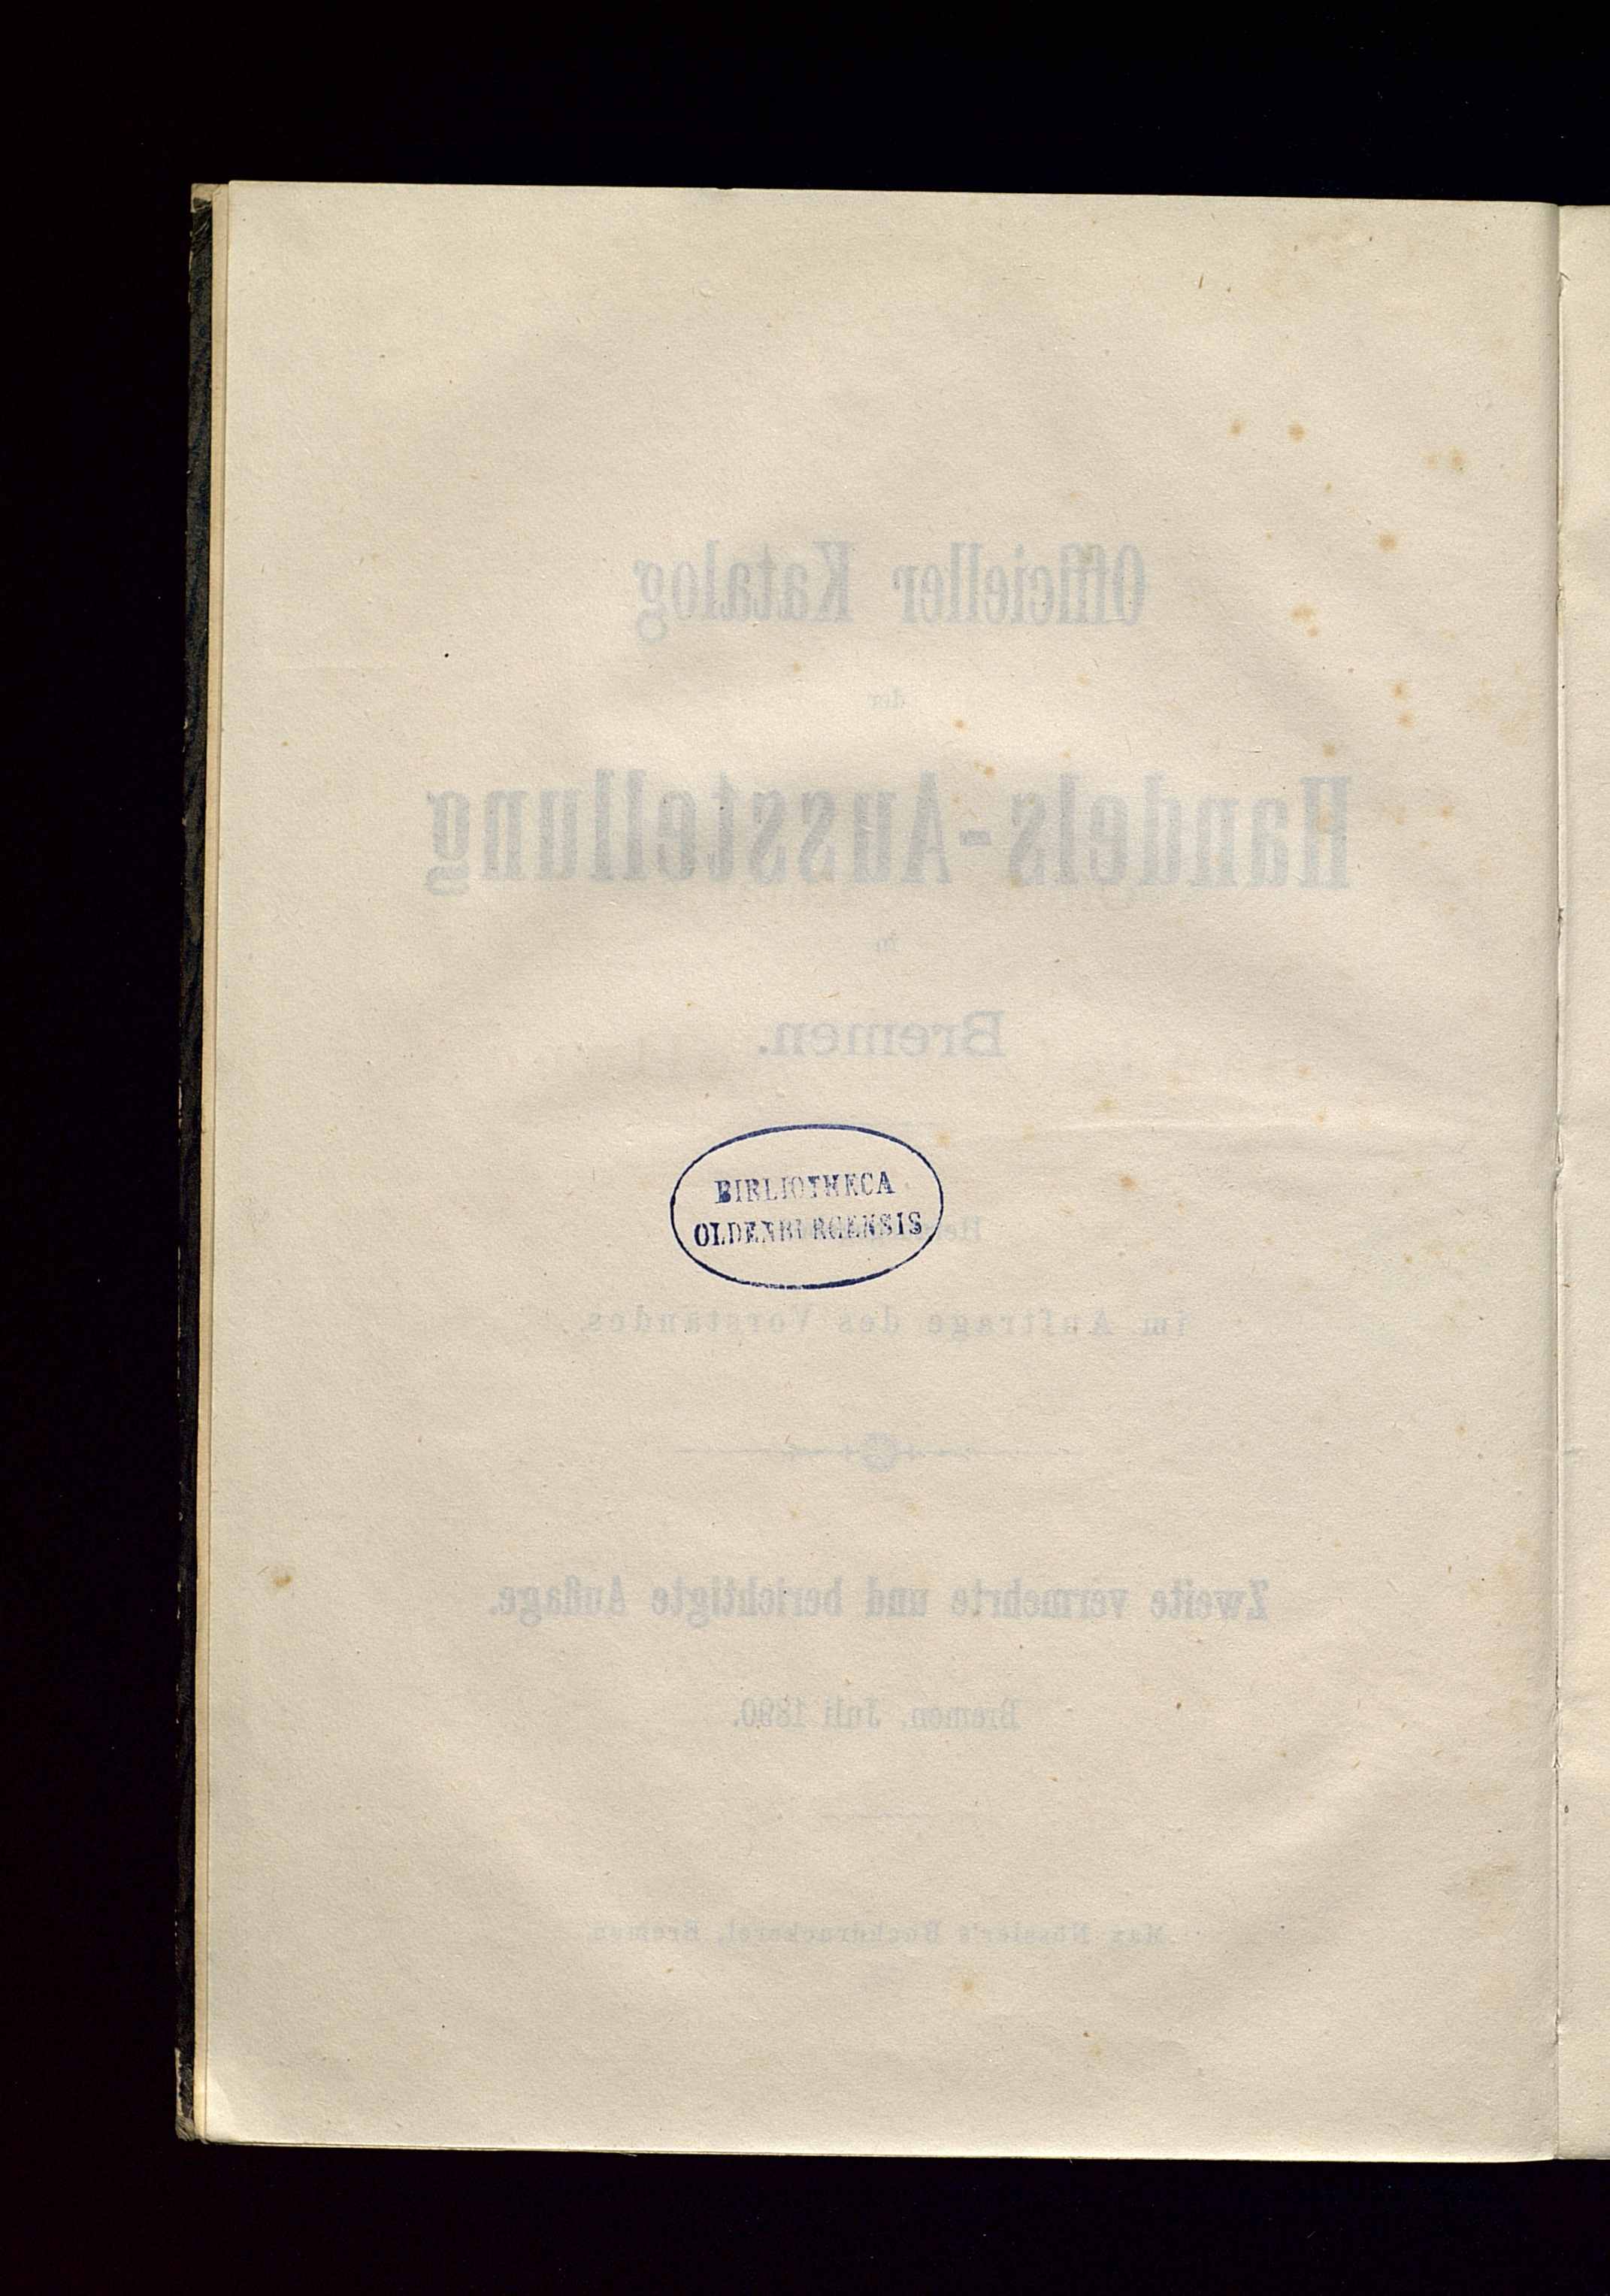 Officieller Katalog
der
Handels-Ausstellung
in
Bremen.
BIBLIOTHECA
OLDENBURGENSIS
im Auftrage des Vorstandes.
Zweite vermehrte und berichtigte Auflage.
Bremen, Juli 1890.
Max Nössler's Buchdruckerei, Bremen.